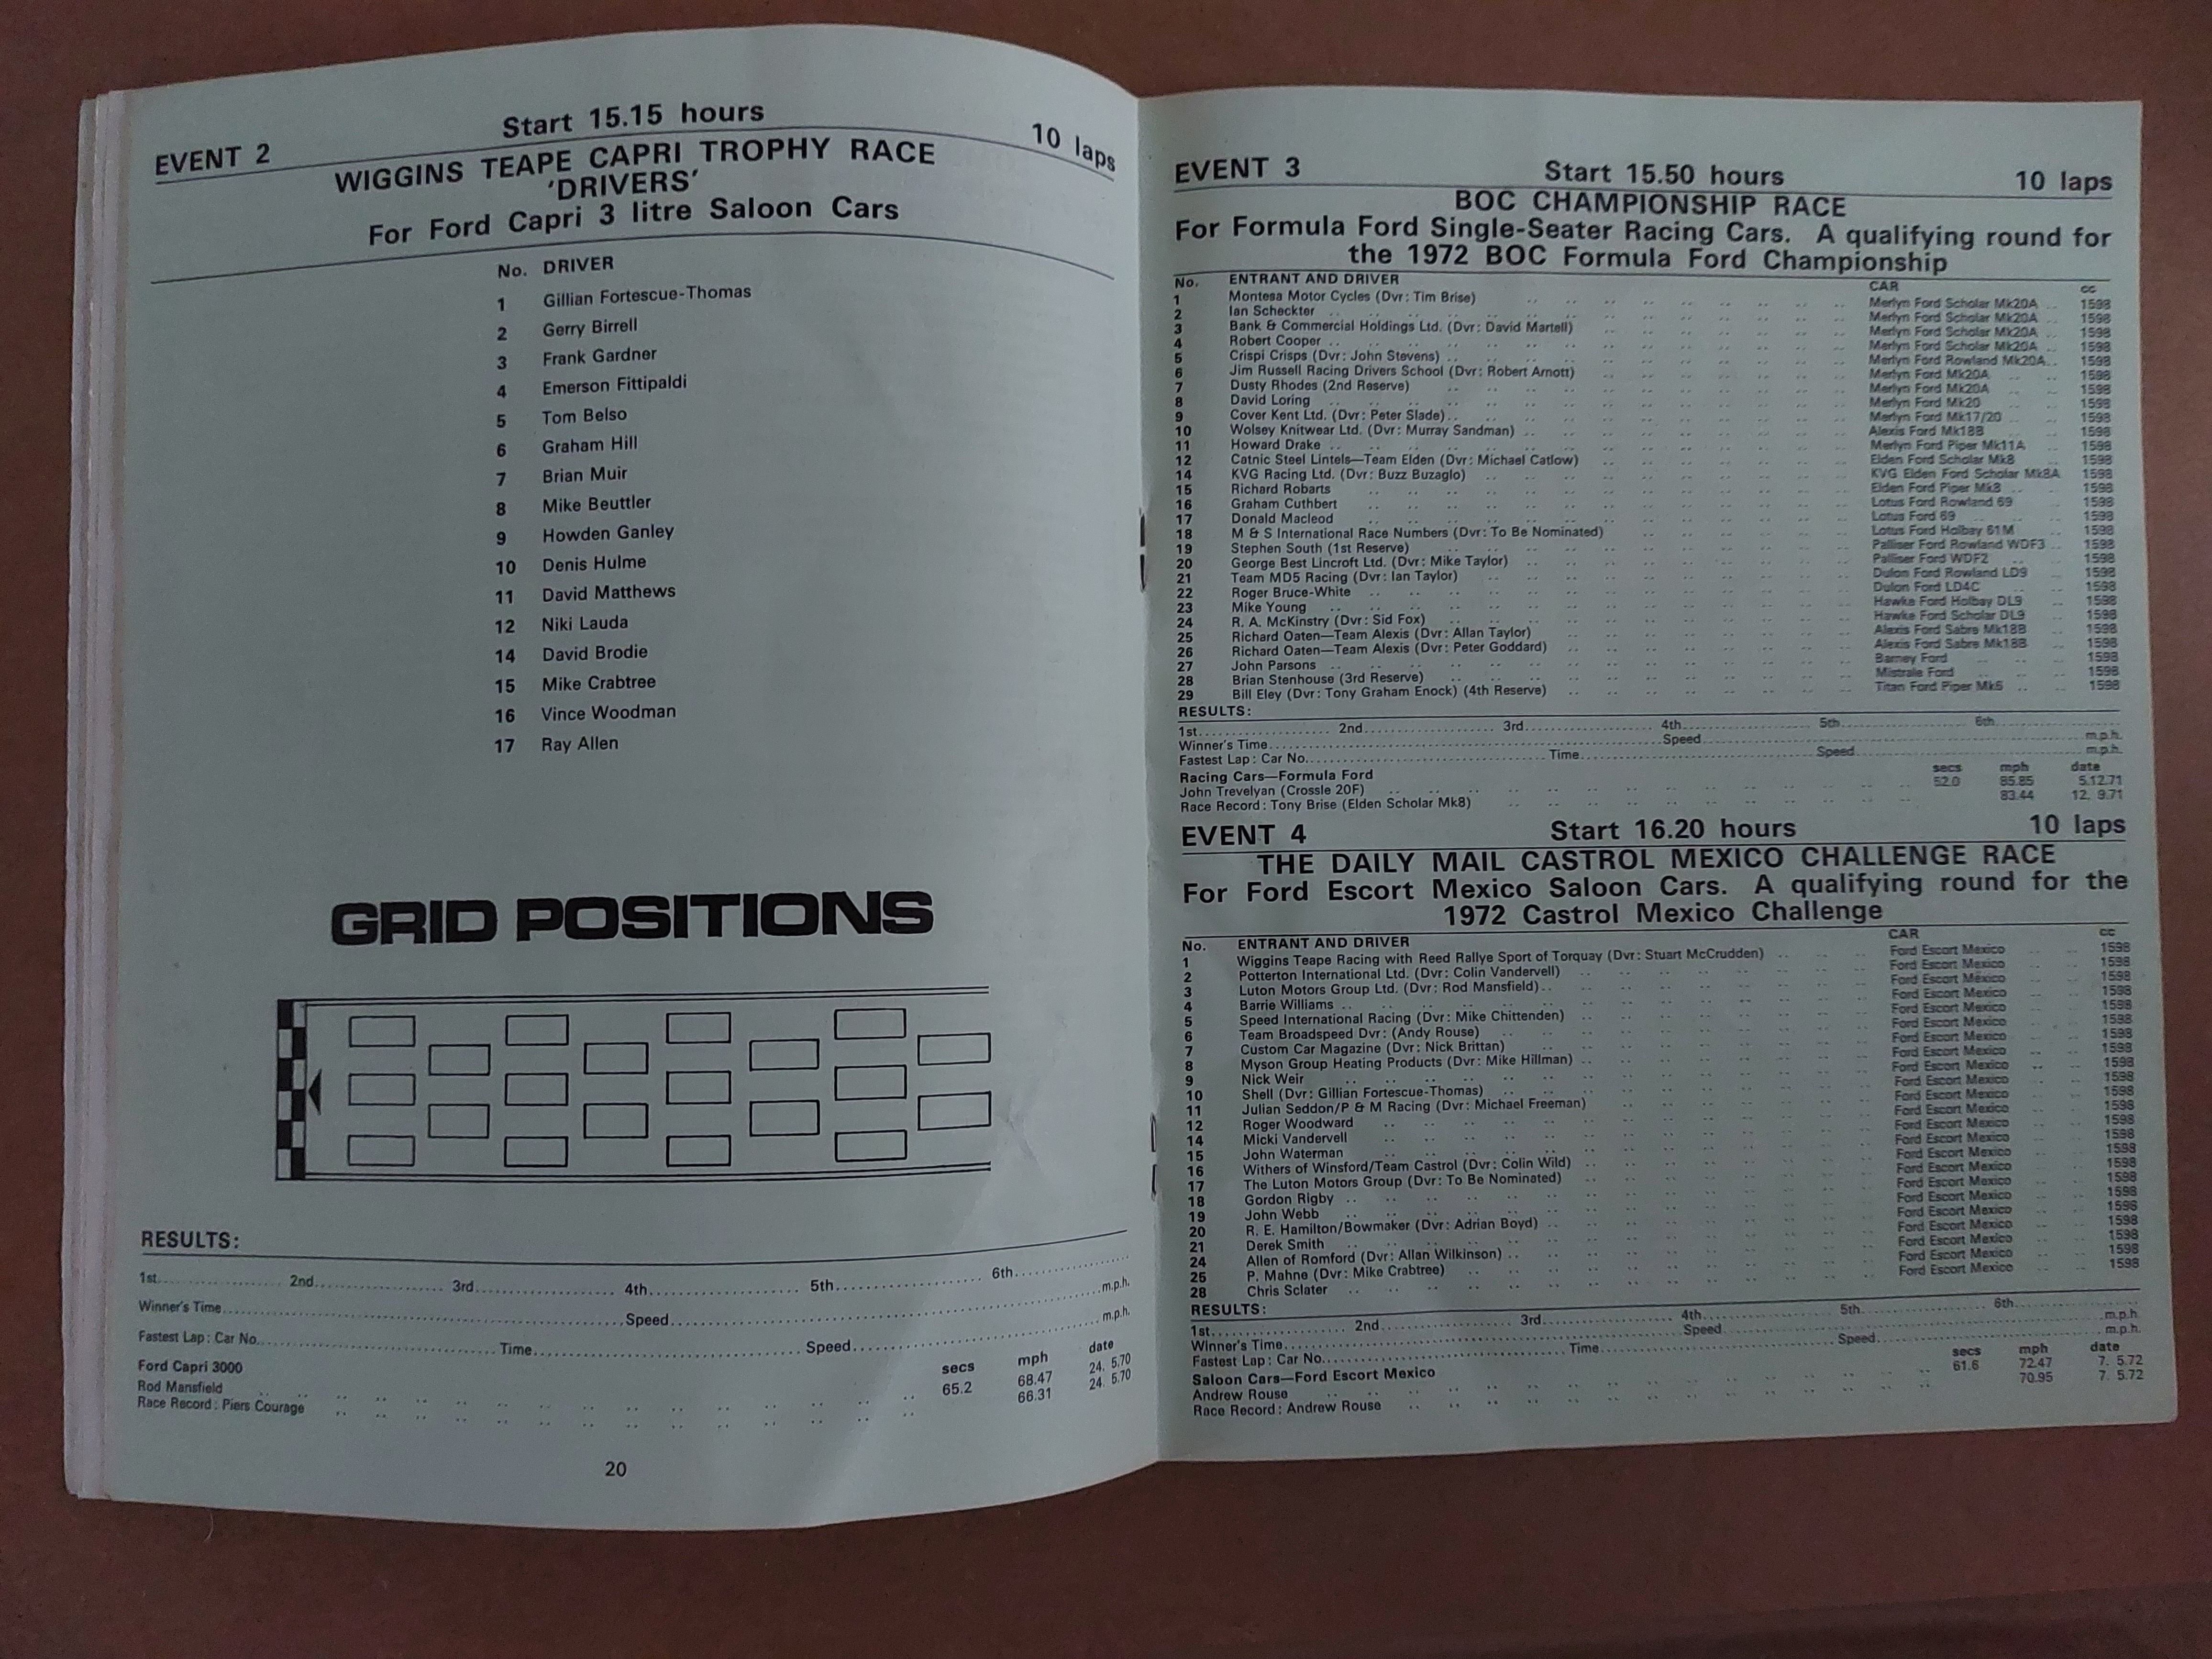 EVENT 2 Start 15.15 hours 10 laps
WIGGINS TEAPE CAPRI TROPHY RACE
'DRIVERS'
For Ford Capri 3 litre Saloon Cars
No. DRIVER
1 Gillian Fortescue-Thomas
2 Gerry Birrell
3 Frank Gardner
4 Emerson Fittipaldi
5 Tom Belso
6 Graham Hill
7 Brian Muir
8 Mike Beuttler
9 Howden Ganley
10 Denis Hulme
11 David Matthews
12 Niki Lauda
14 David Brodie
15 Mike Crabtree
16 Vince Woodman
17 Ray Allen
GRID POSITIONS
RESULTS:
1st 2nd 3rd 4th 5th 6th
Winner's Time Speed m.p.h.
Fastest Lap: Car No. Time Speed m.p.h.
Ford Capri 3000 secs mph date
Rod Mansfield 65.2 68.47 24. 5.70
Race Record: Piers Courage 66.31 24. 5.70
20
EVENT 3 Start 15.50 hours 10 laps
BOC CHAMPIONSHIP RACE
For Formula Ford Single-Seater Racing Cars. A qualifying round for
the 1972 BOC Formula Ford Championship
No. ENTRANT AND DRIVER CAR cc
1 Montesa Motor Cycles (Dvr: Tim Brise) Merlyn Ford Scholar Mk20A 1598
2 Ian Scheckter Merlyn Ford Scholar Mk20A 1598
3 Bank & Commercial Holdings Ltd. (Dvr: David Martell) Merlyn Ford Scholar Mk20A 1598
4 Robert Cooper Merlyn Ford Scholar Mk20A 1598
5 Crispi Crisps (Dvr: John Stevens) Merlyn Ford Rowland Mk20A 1598
6 Jim Russell Racing Drivers School (Dvr: Robert Arnott) Merlyn Ford Mk20A 1598
7 Dusty Rhodes (2nd Reserve) Merlyn Ford Mk20A 1598
8 David Loring Merlyn Ford Mk20 1598
9 Cover Kent Ltd. (Dvr: Peter Slade) Merlyn Ford Mk17/20 1598
10 Wolsey Knitwear Ltd. (Dvr: Murray Sandman) Alexis Ford Mk18B 1598
11 Howard Drake Merlyn Ford Piper Mk11A 1598
12 Catnic Steel Lintels—Team Elden (Dvr: Michael Catlow) Elden Ford Scholar Mk8 1598
14 KVG Racing Ltd. (Dvr: Buzz Buzaglo) KVG Elden Ford Scholar Mk8A 1598
15 Richard Robarts Elden Ford Piper Mk8 1598
16 Graham Cuthbert Lotus Ford Rowland 69 1598
17 Donald Macleod Lotus Ford 69 1598
18 M & S International Race Numbers (Dvr: To Be Nominated) Lotus Ford Holbay 61M 1598
19 Stephen South (1st Reserve) Palliser Ford Rowland WDF3 1598
20 George Best Lincroft Ltd. (Dvr: Mike Taylor) Palliser Ford WDF2 1598
21 Team MD5 Racing (Dvr: Ian Taylor) Dulon Ford Rowland LD9 1598
22 Roger Bruce-White Dulon Ford LD4C 1598
23 Mike Young Hawke Ford Holbay DL9 1598
24 R. A. McKinstry (Dvr: Sid Fox) Hawke Ford Scholar DL9 1598
25 Richard Oaten—Team Alexis (Dvr: Allan Taylor) Alexis Ford Sabre Mk18B 1598
26 Richard Oaten—Team Alexis (Dvr: Peter Goddard) Alexis Ford Sabre Mk18B 1598
27 John Parsons Barney Ford 1598
28 Brian Stenhouse (3rd Reserve) Mistrale Ford 1598
29 Bill Eley (Dvr: Tony Graham Enock) (4th Reserve) Titan Ford Piper Mk6 1598
RESULTS:
1st 2nd 3rd 4th 5th 6th
Winner's Time Speed m.p.h.
Fastest Lap: Car No. Time Speed m.p.h.
Racing Cars—Formula Ford secs mph date
John Trevelyan (Crossle 20F) 52.0 85.85 5.12.71
Race Record: Tony Brise (Elden Scholar Mk8) 83.44 12. 9.71
EVENT 4 Start 16.20 hours 10 laps
THE DAILY MAIL CASTROL MEXICO CHALLENGE RACE
For Ford Escort Mexico Saloon Cars. A qualifying round for the
1972 Castrol Mexico Challenge
No. ENTRANT AND DRIVER CAR cc
1 Wiggins Teape Racing with Reed Rallye Sport of Torquay (Dvr: Stuart McCrudden) Ford Escort Mexico 1598
2 Potterton International Ltd. (Dvr: Colin Vandervell) Ford Escort Mexico 1598
3 Luton Motors Group Ltd. (Dvr: Rod Mansfield) Ford Escort Mexico 1598
4 Barrie Williams Ford Escort Mexico 1598
5 Speed International Racing (Dvr: Mike Chittenden) Ford Escort Mexico 1598
6 Team Broadspeed Dvr: (Andy Rouse) Ford Escort Mexico 1598
7 Custom Car Magazine (Dvr: Nick Brittan) Ford Escort Mexico 1598
8 Myson Group Heating Products (Dvr: Mike Hillman) Ford Escort Mexico 1598
9 Nick Weir Ford Escort Mexico 1598
10 Shell (Dvr: Gillian Fortescue-Thomas) Ford Escort Mexico 1598
11 Julian Seddon/P & M Racing (Dvr: Michael Freeman) Ford Escort Mexico 1598
12 Roger Woodward Ford Escort Mexico 1598
14 Micki Vandervell Ford Escort Mexico 1598
15 John Waterman Ford Escort Mexico 1598
16 Withers of Winsford/Team Castrol (Dvr: Colin Wild) Ford Escort Mexico 1598
17 The Luton Motors Group (Dvr: To Be Nominated) Ford Escort Mexico 1598
18 Gordon Rigby Ford Escort Mexico 1598
19 John Webb Ford Escort Mexico 1598
20 R. E. Hamilton/Bowmaker (Dvr: Adrian Boyd) Ford Escort Mexico 1598
21 Derek Smith Ford Escort Mexico 1598
24 Allen of Romford (Dvr: Allan Wilkinson) Ford Escort Mexico 1598
25 P. Mahne (Dvr: Mike Crabtree) Ford Escort Mexico 1598
28 Chris Sclater Ford Escort Mexico 1598
RESULTS:
1st 2nd 3rd 4th 5th 6th
Winner's Time Speed m.p.h.
Fastest Lap: Car No. Time Speed m.p.h.
Saloon Cars—Ford Escort Mexico secs mph date
Andrew Rouse 61.6 72.47 7. 5.72
Race Record: Andrew Rouse 70.95 7. 5.72